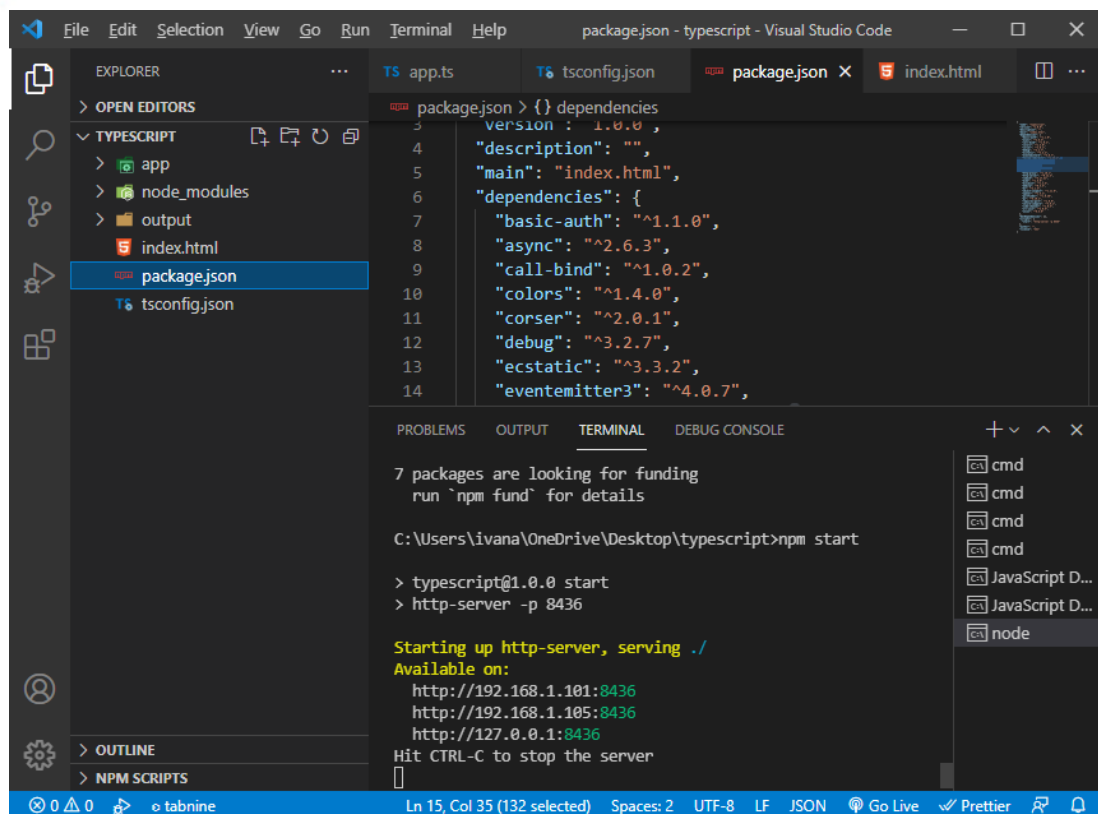 File Edit Selection View Go Run Terminal Help package.json - typescript - Visual Studio Code
EXPLORER
OPEN EDITORS
TYPESCRIPT
app
node_modules
output
index.html
package.json
tsconfig.json
OUTLINE
NPM SCRIPTS
TS app.ts
TS tsconfig.json
package.json
index.html
package.json > {} dependencies
3 "version": "1.0.0",
4 "description": "",
5 "main": "index.html",
6 "dependencies": {
7 "basic-auth": "^1.1.0",
8 "async": "^2.6.3",
9 "call-bind": "^1.0.2",
10 "colors": "^1.4.0",
11 "corser": "^2.0.1",
12 "debug": "^3.2.7",
13 "ecstatic": "^3.3.2",
14 "eventemitter3": "^4.0.7",
PROBLEMS OUTPUT TERMINAL DEBUG CONSOLE
7 packages are looking for funding
run `npm fund` for details
C:\Users\ivana\OneDrive\Desktop\typescript>npm start
> typescript@1.0.0 start
> http-server -p 8436
Starting up http-server, serving ./
Available on:
http://192.168.1.101:8436
http://192.168.1.105:8436
http://127.0.0.1:8436
Hit CTRL-C to stop the server
cmd
cmd
cmd
cmd
JavaScript D...
JavaScript D...
node
0 0 tabnine Ln 15, Col 35 (132 selected) Spaces: 2 UTF-8 LF JSON Go Live Prettier